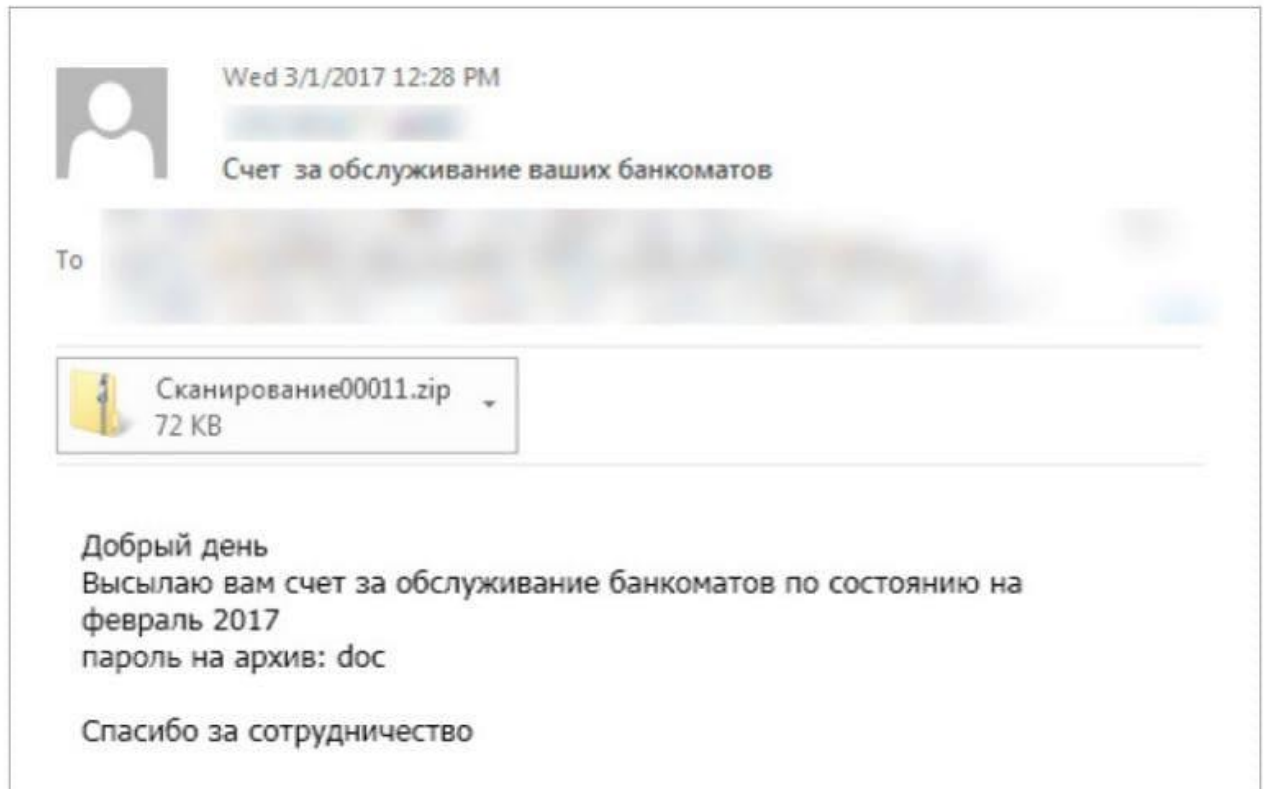 Wed 3/1/2017 12:28 PM
Счет за обслуживание ваших банкоматов
To
Сканирование00011.zip
72 KB
Добрый день
Высылаю вам счет за обслуживание банкоматов по состоянию на
февраль 2017
пароль на архив: doc
Спасибо за сотрудничество